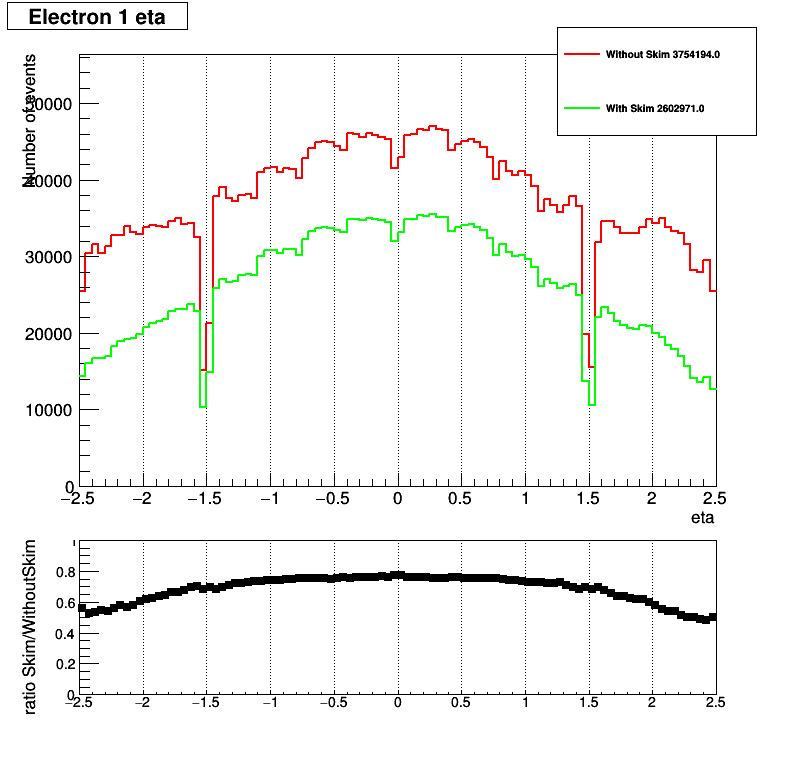 Electron 1 eta
Without Skim 3754194.0
With Skim 2602971.0
Number of events
50000
40000
30000
20000
10000
0
−2.5 −2 −1.5 −1 −0.5 0 0.5 1 1.5 2 2.5
eta
ratio Skim/WithoutSkim
1
0.8
0.6
0.4
0.2
0
−2.5 −2 −1.5 −1 −0.5 0 0.5 1 1.5 2 2.5